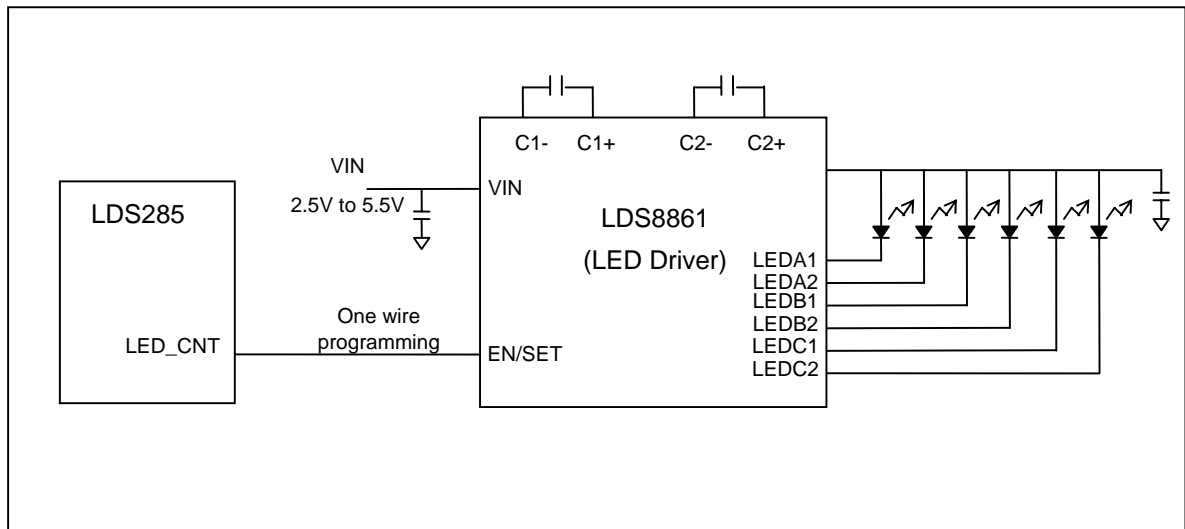 C1- C1+ C2- C2+
VIN
VIN
2.5V to 5.5V
LDS285
LDS8861
(LED Driver)
LEDA1
LEDA2
LEDB1
LEDB2
LEDC1
LEDC2
One wire
programming
LED_CNT
EN/SET